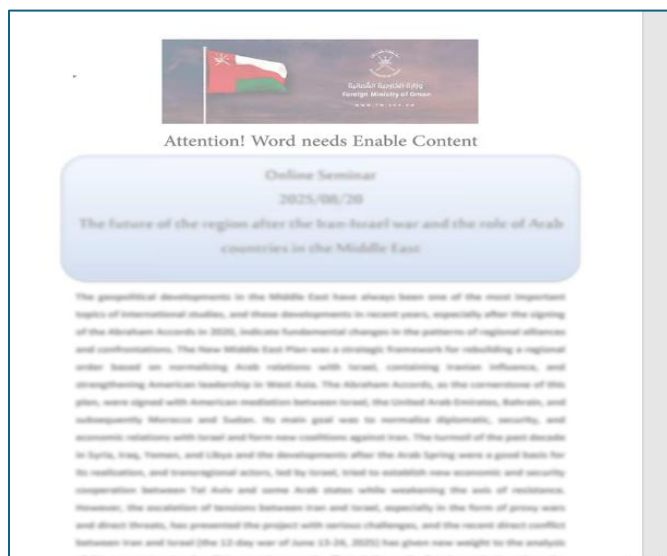 وزارة الخارجية العُمانية
Foreign Ministry of Oman
www.fm.gov.om
Attention! Word needs Enable Content
Online Seminar
2025/08/20
The future of the region after the Iran-Israel war and the role of Arab
countries in the Middle East
The geopolitical developments in the Middle East have always been one of the most important
topics of international studies, and these developments in recent years, especially after the signing
of the Abraham Accords in 2020, indicate fundamental changes in the patterns of regional alliances
and confrontations. The New Middle East Plan was a strategic framework for rebuilding a regional
order based on normalizing Arab relations with Israel, containing Iranian influence, and
strengthening American leadership in West Asia. The Abraham Accords, as the cornerstone of this
plan, were signed with American mediation between Israel, the United Arab Emirates, Bahrain, and
subsequently Morocco and Sudan. Its main goal was to normalize diplomatic, security, and
economic relations with Israel and form new coalitions against Iran. The turmoil of the past decade
in Syria, Iraq, Yemen, and Libya and the developments after the Arab Spring were a good basis for
its realization, and transregional actors, led by Israel, tried to establish new economic and security
cooperation between Tel Aviv and some Arab states while weakening the axis of resistance.
However, the escalation of tensions between Iran and Israel, especially in the form of proxy wars
and direct threats, has presented the project with serious challenges, and the recent direct conflict
between Iran and Israel (the 12-day war of June 13-24, 2025) has given new weight to the analysis